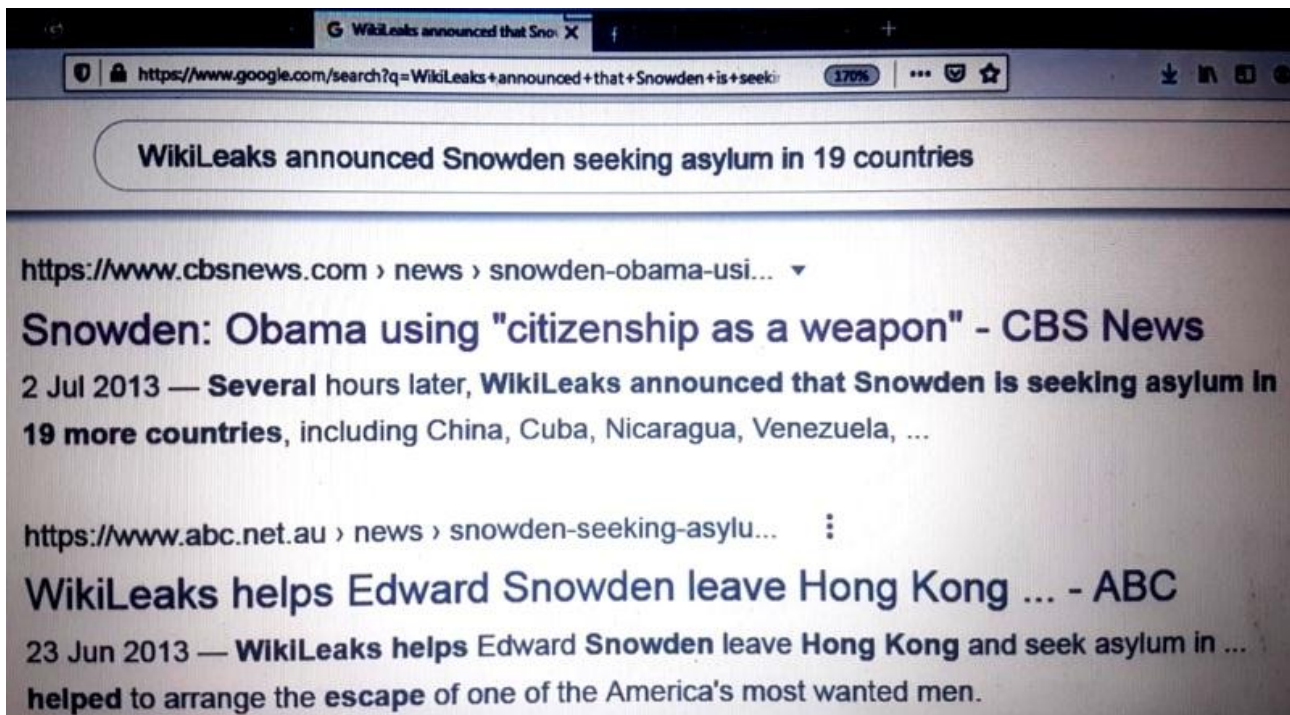 WikiLeaks announced that Snov
https://www.google.com/search?q=WikiLeaks+announced+that+Snowden+is+seeki
170%
WikiLeaks announced Snowden seeking asylum in 19 countries
https://www.cbsnews.com › news › snowden-obama-usi...
Snowden: Obama using "citizenship as a weapon" - CBS News
2 Jul 2013 — Several hours later, WikiLeaks announced that Snowden is seeking asylum in
19 more countries, including China, Cuba, Nicaragua, Venezuela, ...
https://www.abc.net.au › news › snowden-seeking-asylu...
WikiLeaks helps Edward Snowden leave Hong Kong ... - ABC
23 Jun 2013 — WikiLeaks helps Edward Snowden leave Hong Kong and seek asylum in ...
helped to arrange the escape of one of the America's most wanted men.